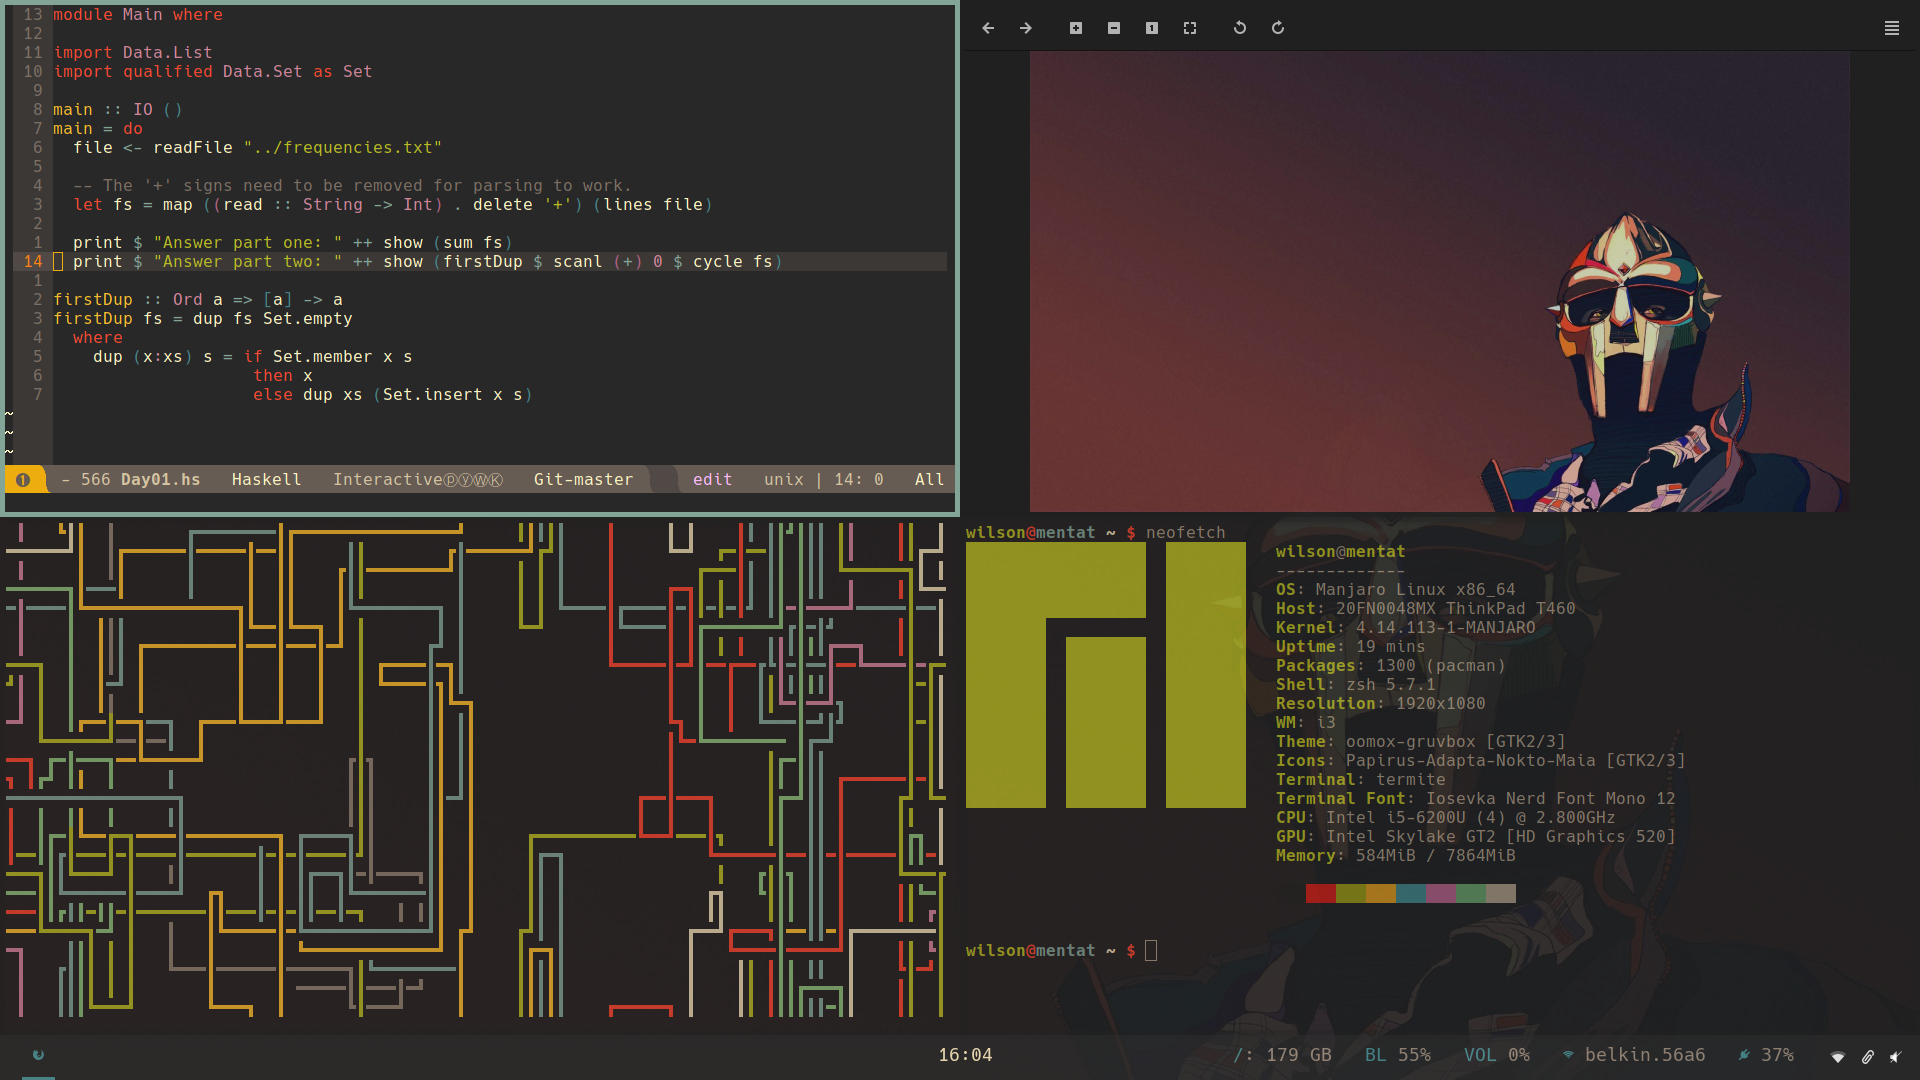 13 module Main where
12
11 import Data.List
10 import qualified Data.Set as Set
9
8 main :: IO ()
7 main = do
6 file <- readFile "../frequencies.txt"
5
4 -- The '+' signs need to be removed for parsing to work.
3 let fs = map ((read :: String -> Int) . delete '+') (lines file)
2
1 print $ "Answer part one: " ++ show (sum fs)
14 print $ "Answer part two: " ++ show (firstDup $ scanl (+) 0 $ cycle fs)
1
2 firstDup :: Ord a => [a] -> a
3 firstDup fs = dup fs Set.empty
4 where
5 dup (x:xs) s = if Set.member x s
6 then x
7 else dup xs (Set.insert x s)
~
~
~
❶ - 566 Day01.hs Haskell InteractiveⓅⓎⓌⓀ Git-master edit unix | 14: 0 All
wilson@mentat ~ $ neofetch
wilson@mentat
-------------
OS: Manjaro Linux x86_64
Host: 20FN0048MX ThinkPad T460
Kernel: 4.14.113-1-MANJARO
Uptime: 19 mins
Packages: 1300 (pacman)
Shell: zsh 5.7.1
Resolution: 1920x1080
WM: i3
Theme: oomox-gruvbox [GTK2/3]
Icons: Papirus-Adapta-Nokto-Maia [GTK2/3]
Terminal: termite
Terminal Font: Iosevka Nerd Font Mono 12
CPU: Intel i5-6200U (4) @ 2.800GHz
GPU: Intel Skylake GT2 [HD Graphics 520]
Memory: 584MiB / 7864MiB
wilson@mentat ~ $
16:04 /: 179 GB BL 55% VOL 0% belkin.56a6 37%